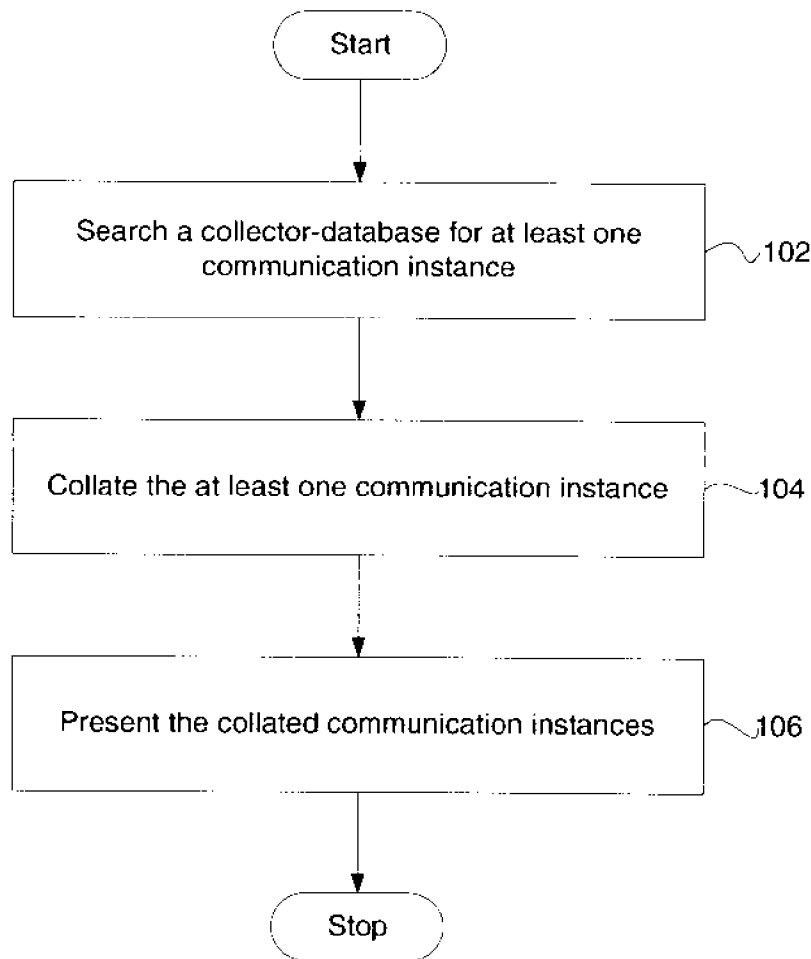 Start
Search a collector-database for at least one
communication instance
102
Collate the at least one communication instance
104
Present the collated communication instances
106
Stop